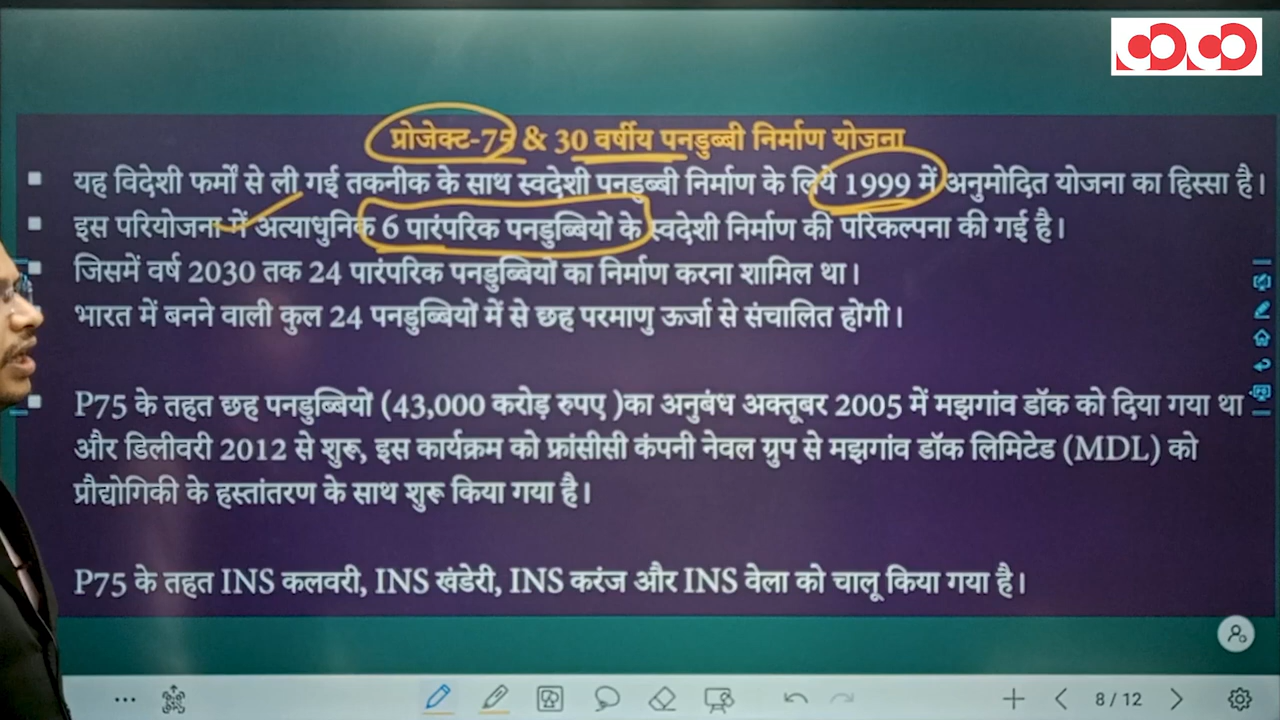 प्रोजेक्ट-75 & 30 वर्षीय पनडुब्बी निर्माण योजना
यह विदेशी फर्मों से ली गई तकनीक के साथ स्वदेशी पनडुब्बी निर्माण के लिये 1999 में अनुमोदित योजना का हिस्सा है।
इस परियोजना में अत्याधुनिक 6 पारंपरिक पनडुब्बियों के स्वदेशी निर्माण की परिकल्पना की गई है।
जिसमें वर्ष 2030 तक 24 पारंपरिक पनडुब्बियों का निर्माण करना शामिल था।
भारत में बनने वाली कुल 24 पनडुब्बियों में से छह परमाणु ऊर्जा से संचालित होंगी।
P75 के तहत छह पनडुब्बियों (43,000 करोड़ रुपए )का अनुबंध अक्तूबर 2005 में मझगांव डॉक को दिया गया था
और डिलीवरी 2012 से शुरू, इस कार्यक्रम को फ्रांसीसी कंपनी नेवल ग्रुप से मझगांव डॉक लिमिटेड (MDL) को
प्रौद्योगिकी के हस्तांतरण के साथ शुरू किया गया है।
P75 के तहत INS कलवरी, INS खंडेरी, INS करंज और INS वेला को चालू किया गया है।
8 / 12